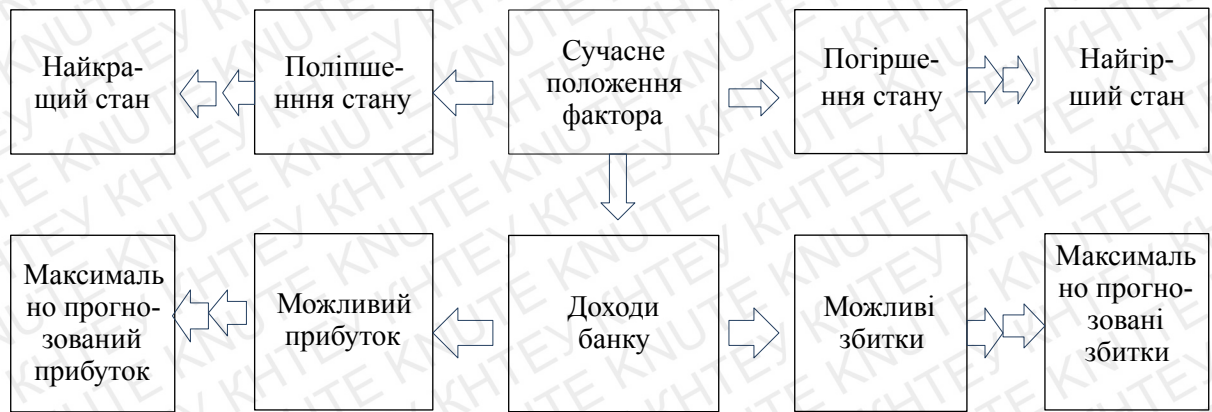 Найкра-
щий стан
Поліпше-
нння стану
Сучасне
положення
фактора
Погірше-
ння стану
Найгір-
ший стан
Максималь
но прогно-
зований
прибуток
Можливий
прибуток
Доходи
банку
Можливі
збитки
Максималь
но прогно-
зовані
збитки